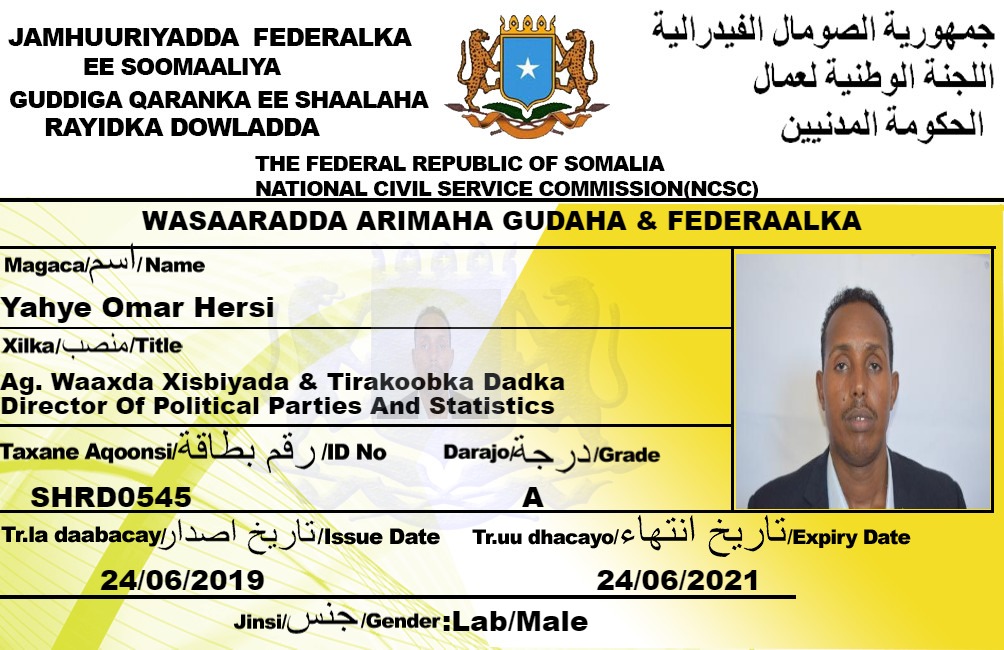 JAMHUURIYADDA FEDERALKA
EE SOOMAALIYA
GUDDIGA QARANKA EE SHAALAHA
RAYIDKA DOWLADDA
جمهورية الصومال الفيدرالية
اللجنة الوطنية لعمال
الحكومة المدنيين
THE FEDERAL REPUBLIC OF SOMALIA
NATIONAL CIVIL SERVICE COMMISSION(NCSC)
WASAARADDA ARIMAHA GUDAHA & FEDERAALKA
Magaca/اسم/Name
Yahye Omar Hersi
Xilka/منصب/Title
Ag. Waaxda Xisbiyada & Tirakoobka Dadka
Director Of Political Parties And Statistics
Taxane Aqoonsi/رقم بطاقة/ID No
Darajo/درجة/Grade
SHRD0545
A
Tr.la daabacay/تاريخ اصدار/Issue Date
Tr.uu dhacayo/تاريخ انتهاء/Expiry Date
24/06/2019
24/06/2021
Jinsi/جنس/Gender:Lab/Male